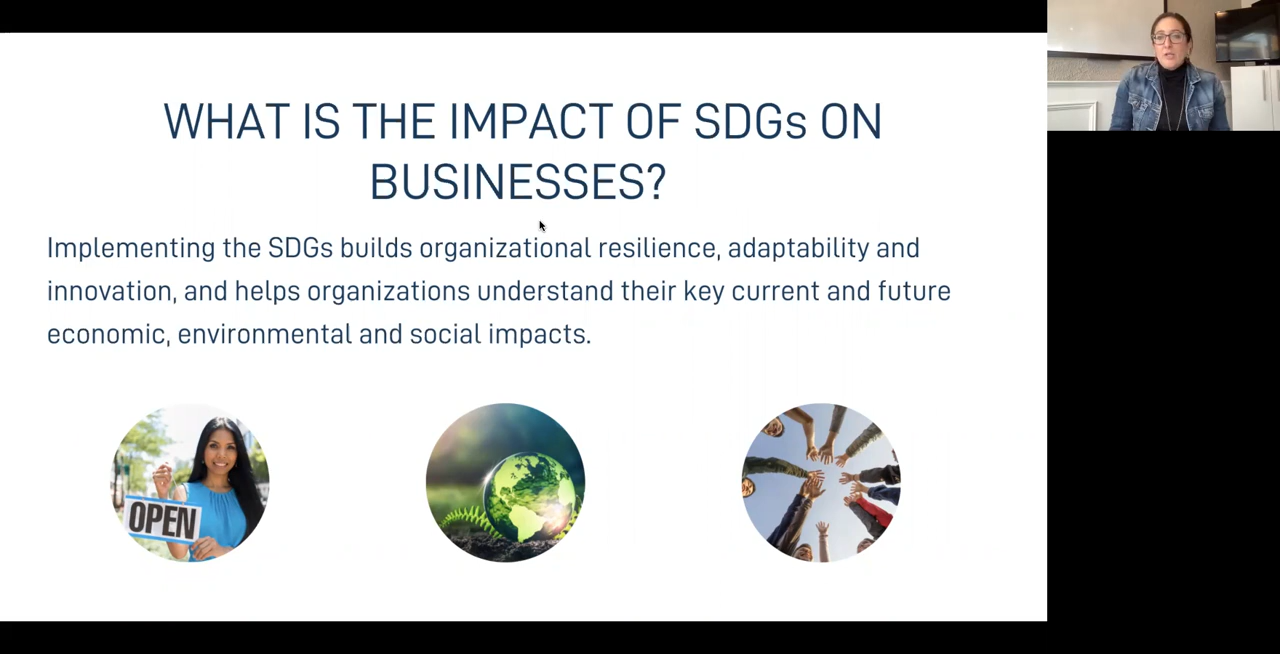 WHAT IS THE IMPACT OF SDGs ON
BUSINESSES?
Implementing the SDGs builds organizational resilience, adaptability and
innovation, and helps organizations understand their key current and future
economic, environmental and social impacts.
OPEN